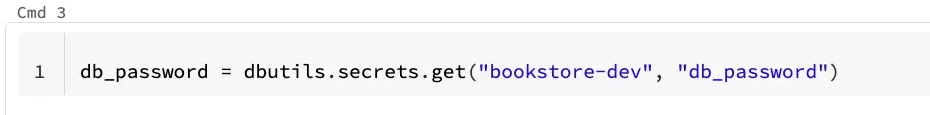 Cmd 3
1 db_password = dbutils.secrets.get("bookstore-dev", "db_password")